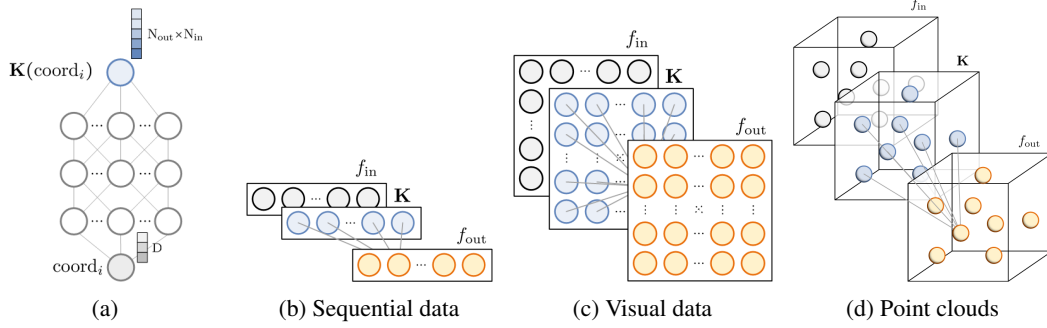 N_out×N_in
K(coord_i)
... ...
... ...
... ...
D
coord_i
(a)
f_in
...
K
...
f_out
...
(b) Sequential data
f_in
...
K
...
f_out
...
(c) Visual data
f_in
K
f_out
(d) Point clouds